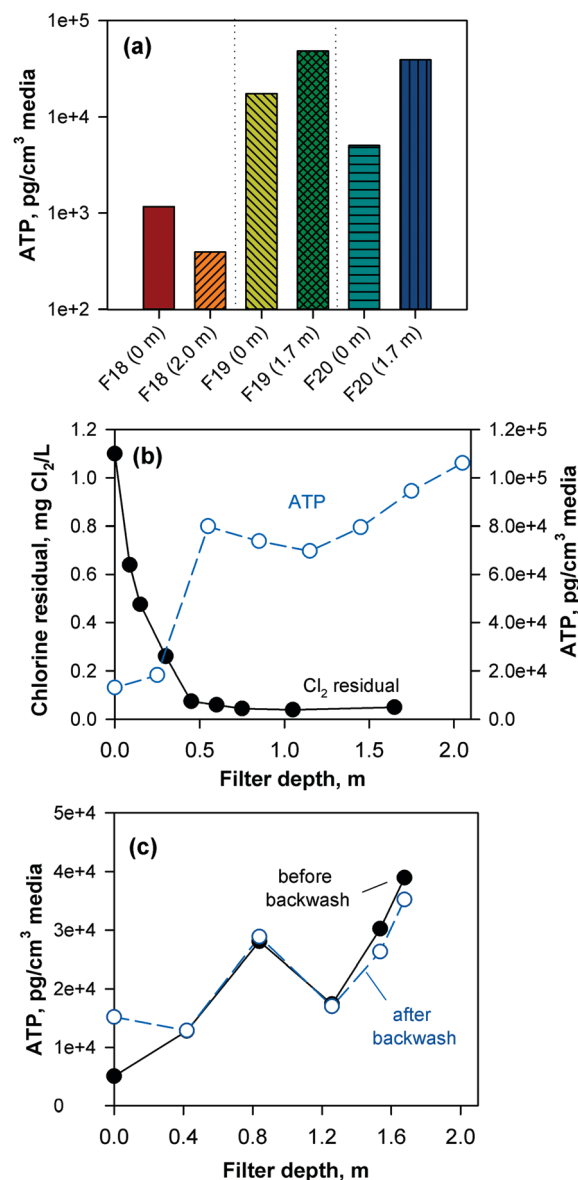 (a)
ATP, pg/cm³ media
1e+5
1e+4
1e+3
1e+2
F18 (0 m)
F18 (2.0 m)
F19 (0 m)
F19 (1.7 m)
F20 (0 m)
F20 (1.7 m)
(b)
Chlorine residual, mg Cl₂/L
1.2
1.0
0.8
0.6
0.4
0.2
0.0
ATP
Cl₂ residual
1.2e+5
1.0e+5
8.0e+4
6.0e+4
4.0e+4
2.0e+4
0.0
ATP, pg/cm³ media
0.0 0.5 1.0 1.5 2.0
Filter depth, m
(c)
ATP, pg/cm³ media
5e+4
4e+4
3e+4
2e+4
1e+4
0
before
backwash
after
backwash
0 0.4 0.8 1.2 1.6 2.0
Filter depth, m